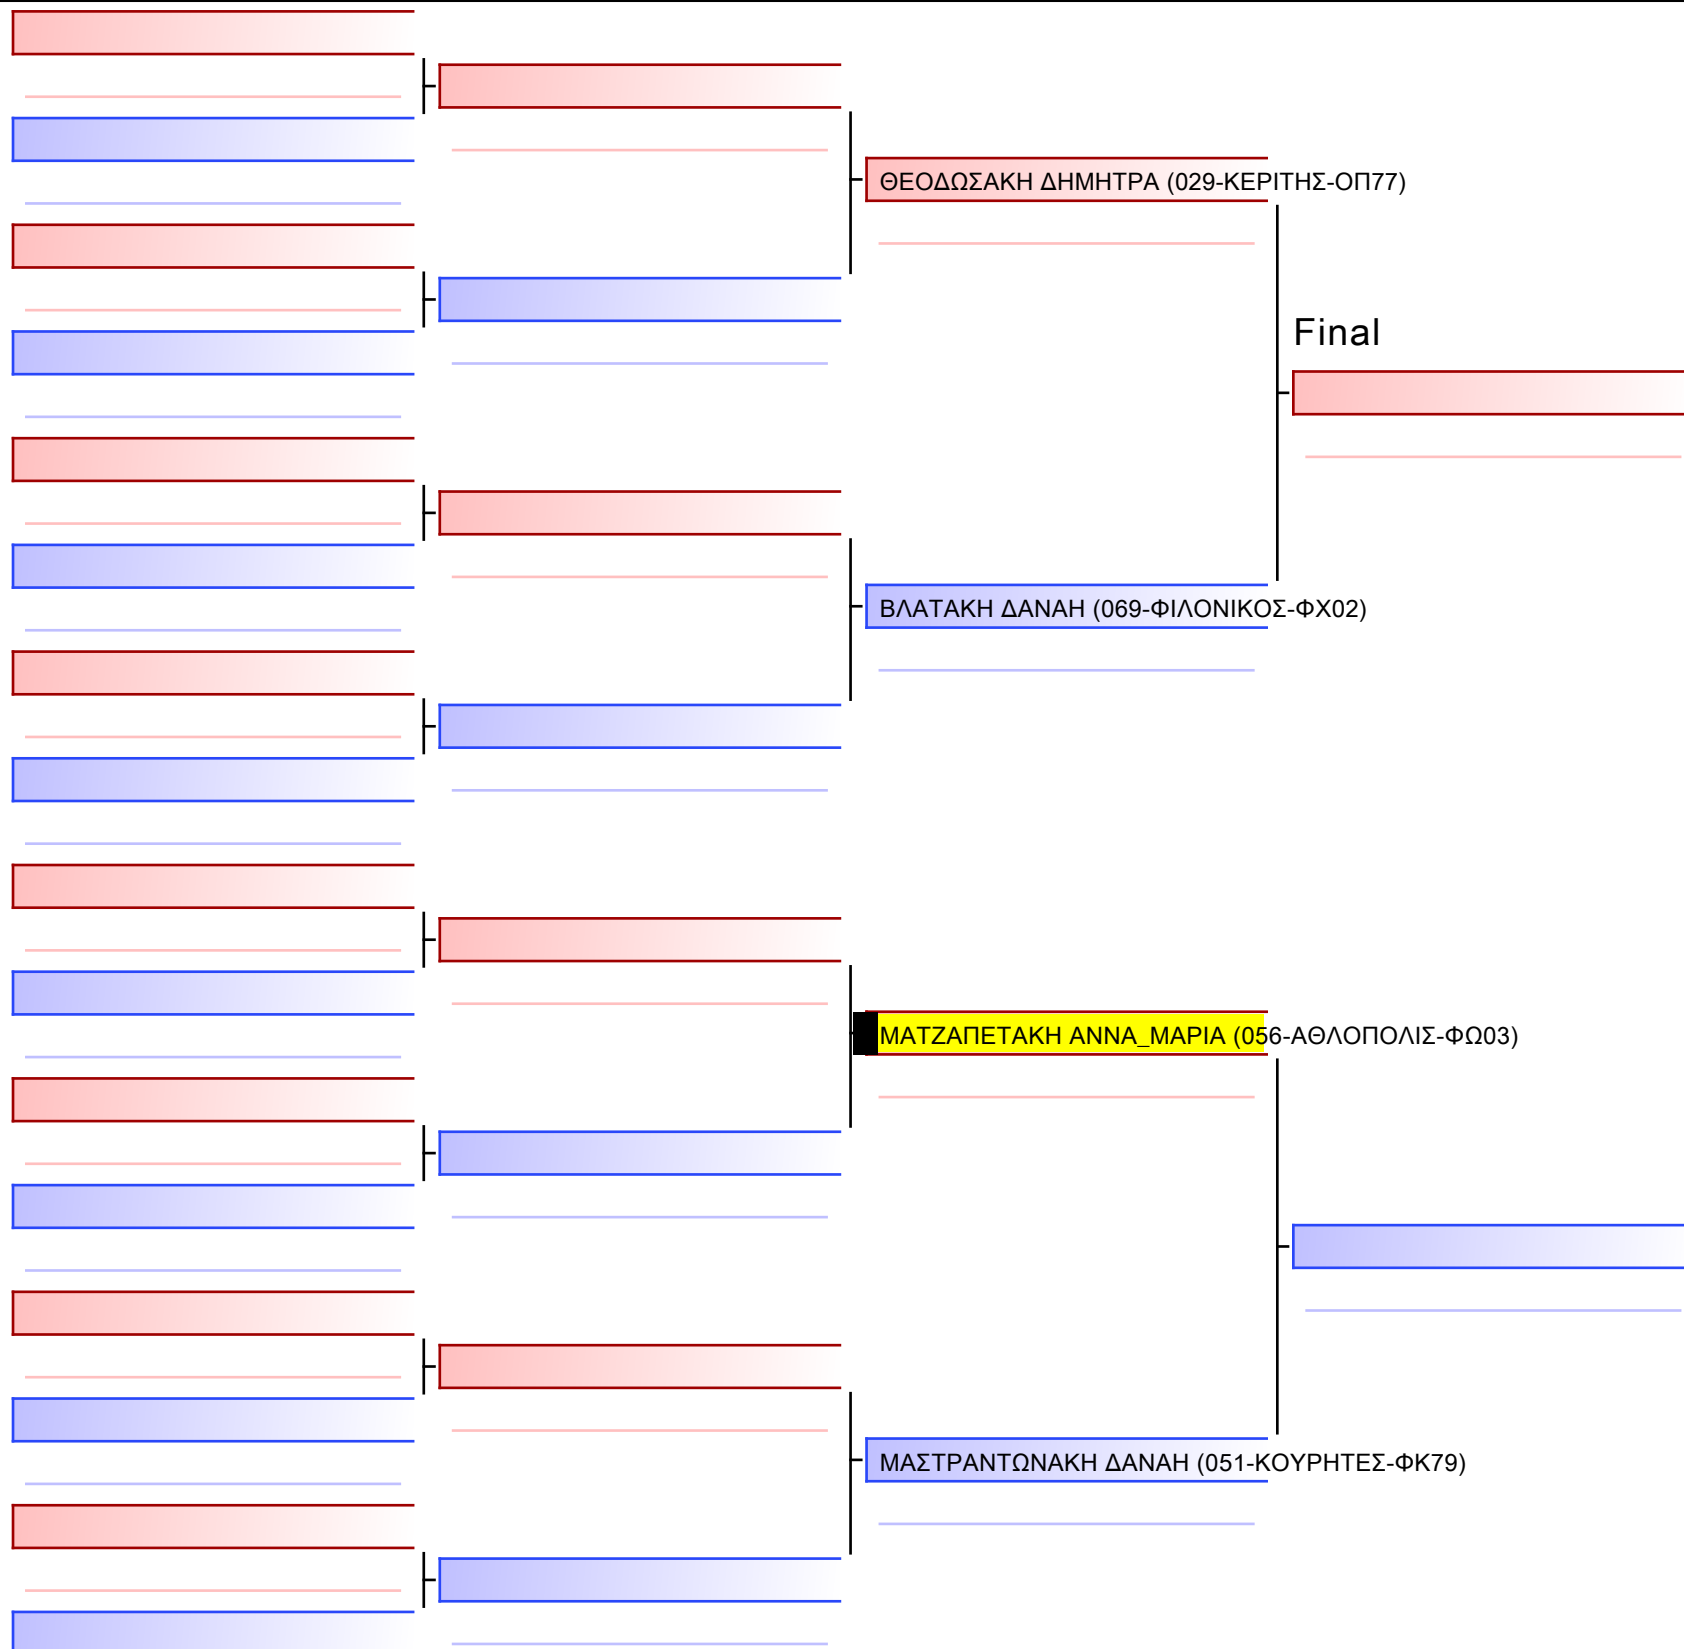 ΘΕΟΔΩΣΑΚΗ ΔΗΜΗΤΡΑ (029-ΚΕΡΙΤΗΣ-ΟΠ77)
Final
ΒΛΑΤΑΚΗ ΔΑΝΑΗ (069-ΦΙΛΟΝΙΚΟΣ-ΦΧ02)
ΜΑΤΖΑΠΕΤΑΚΗ ΑΝΝΑ_ΜΑΡΙΑ (056-ΑΘΛΟΠΟΛΙΣ-ΦΩ03)
ΜΑΣΤΡΑΝΤΩΝΑΚΗ ΔΑΝΑΗ (051-ΚΟΥΡΗΤΕΣ-ΦΚ79)